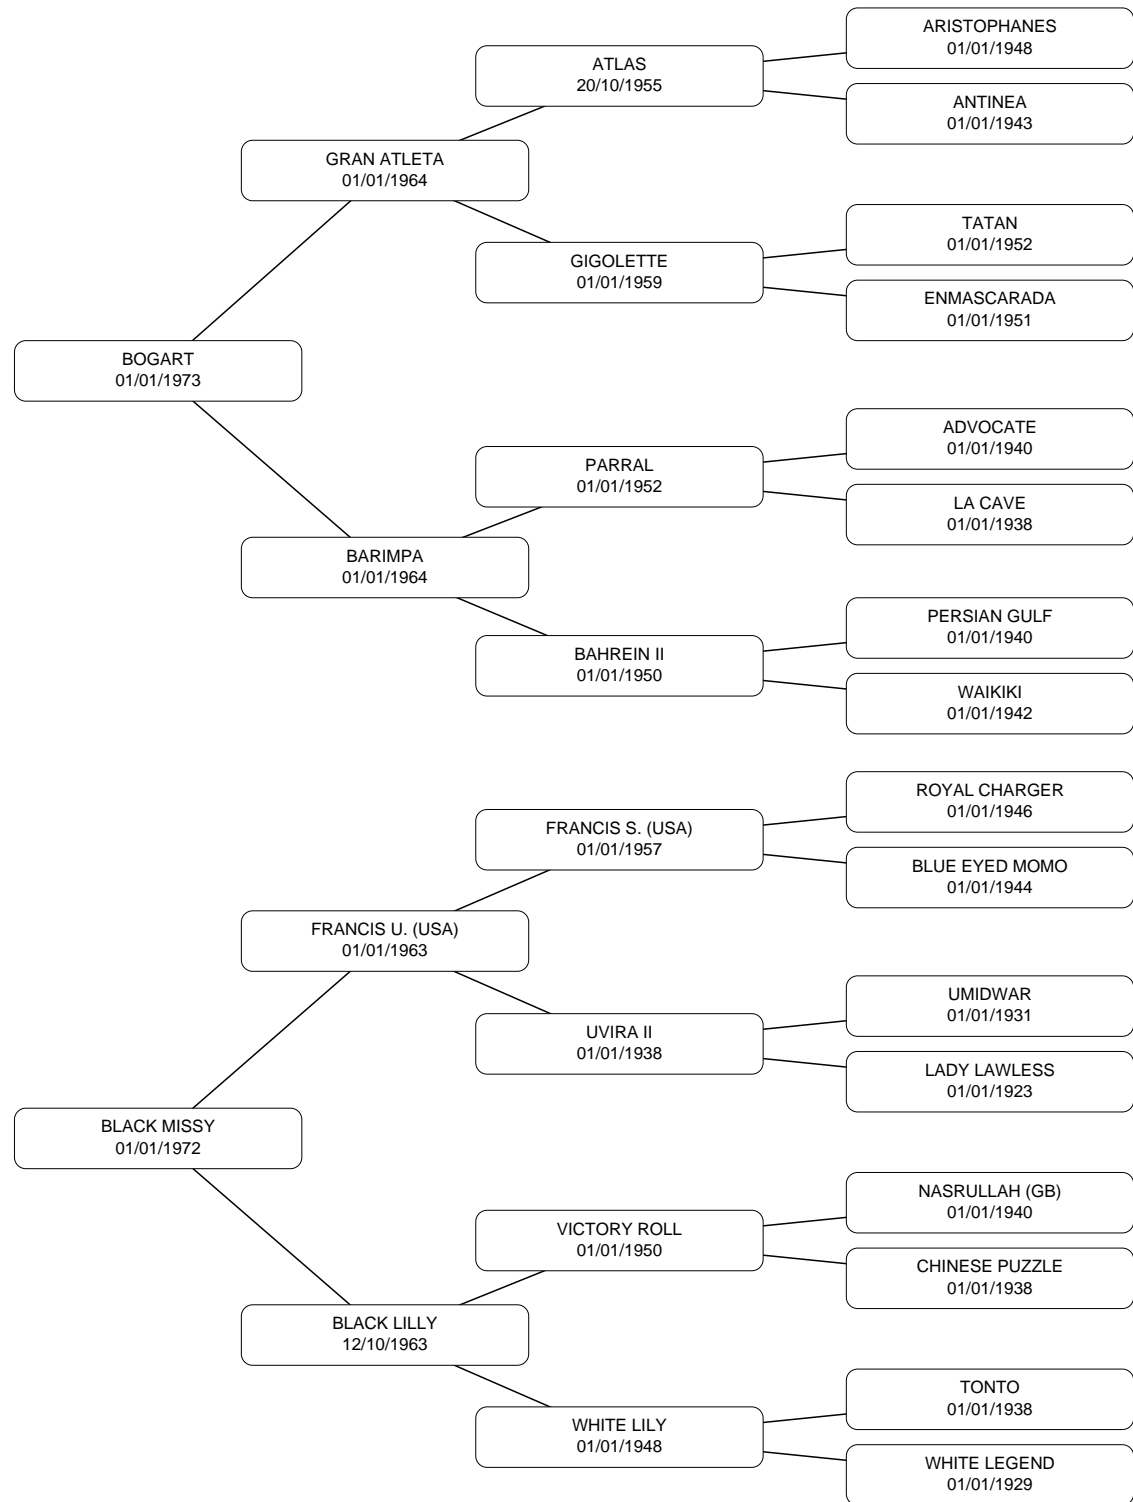 ARISTOPHANES
01/01/1948
ATLAS
20/10/1955
ANTINEA
01/01/1943
GRAN ATLETA
01/01/1964
TATAN
01/01/1952
GIGOLETTE
01/01/1959
ENMASCARADA
01/01/1951
BOGART
01/01/1973
ADVOCATE
01/01/1940
PARRAL
01/01/1952
LA CAVE
01/01/1938
BARIMPA
01/01/1964
PERSIAN GULF
01/01/1940
BAHREIN II
01/01/1950
WAIKIKI
01/01/1942
ROYAL CHARGER
01/01/1946
FRANCIS S. (USA)
01/01/1957
BLUE EYED MOMO
01/01/1944
FRANCIS U. (USA)
01/01/1963
UMIDWAR
01/01/1931
UVIRA II
01/01/1938
LADY LAWLESS
01/01/1923
BLACK MISSY
01/01/1972
NASRULLAH (GB)
01/01/1940
VICTORY ROLL
01/01/1950
CHINESE PUZZLE
01/01/1938
BLACK LILLY
12/10/1963
TONTO
01/01/1938
WHITE LILY
01/01/1948
WHITE LEGEND
01/01/1929